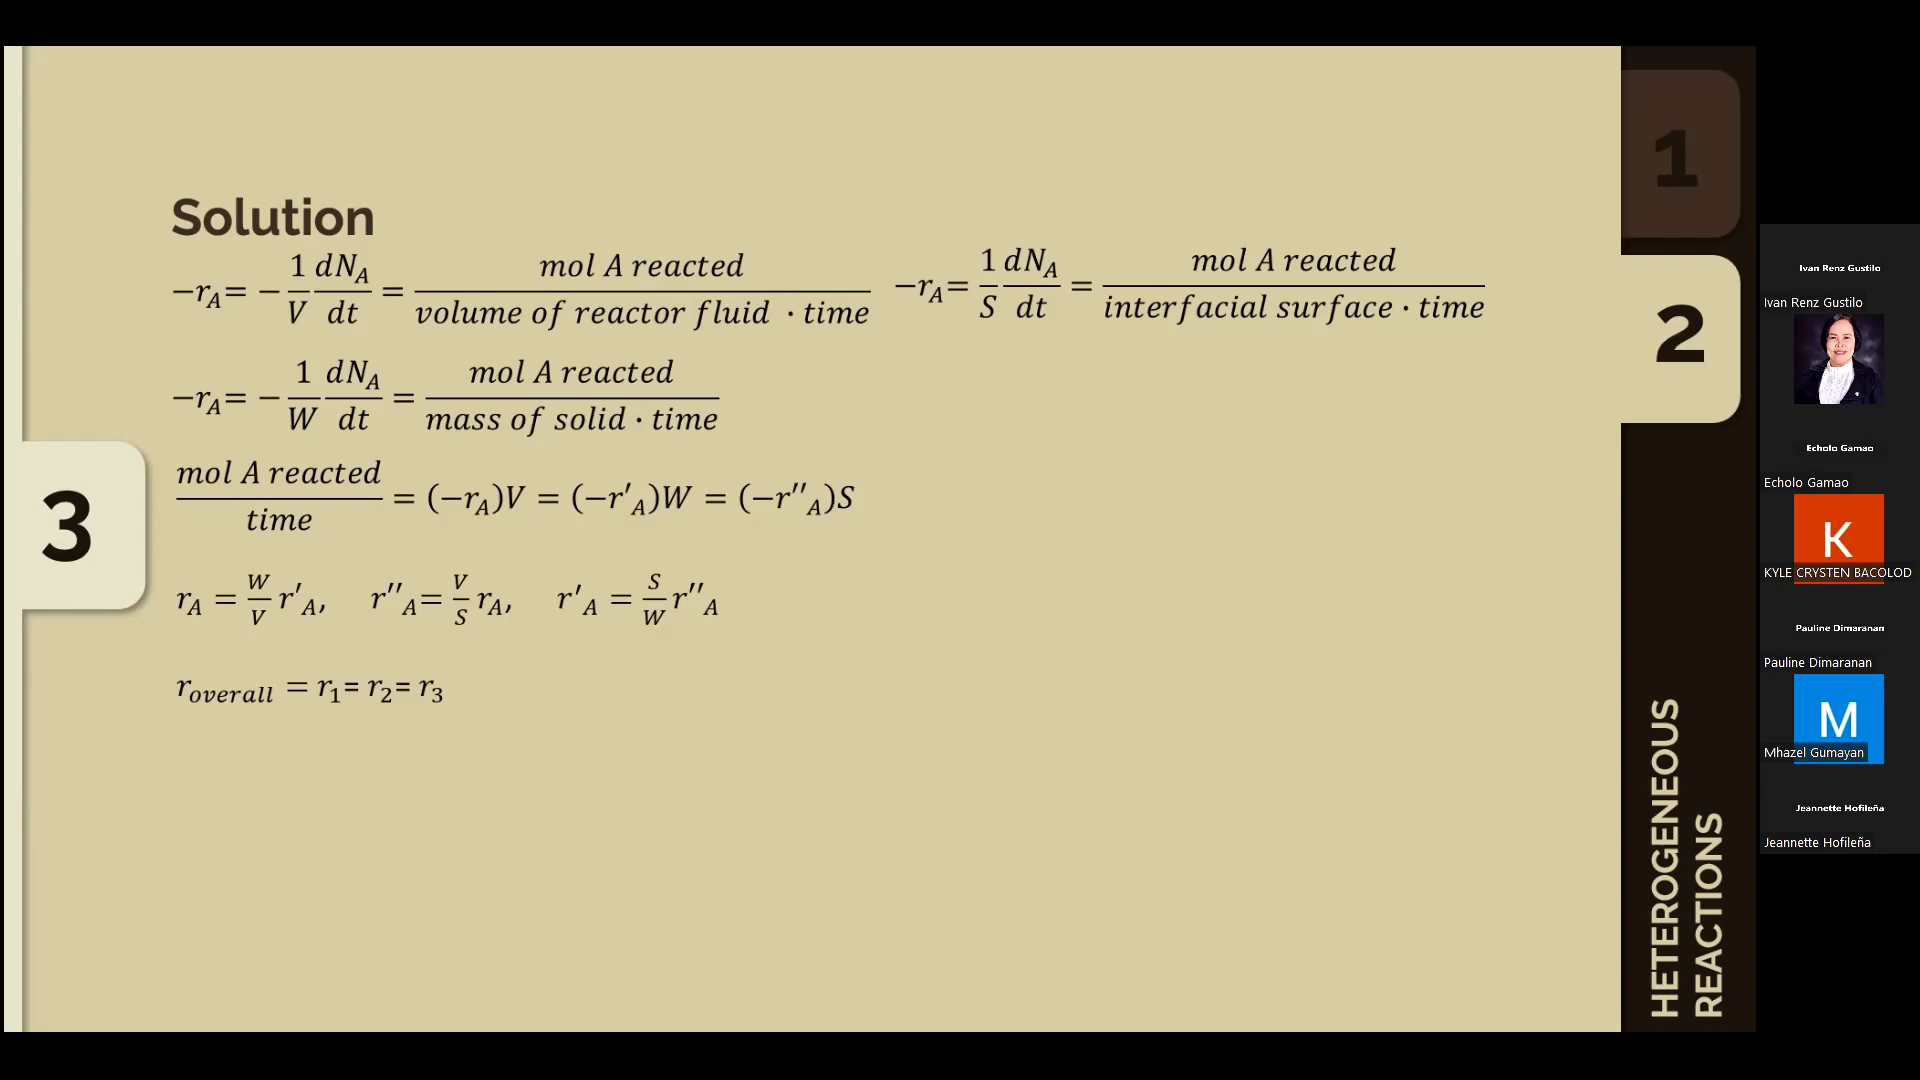 Solution
−r_A = − 1/V dN_A/dt = mol A reacted / volume of reactor fluid · time
−r_A = 1/S dN_A/dt = mol A reacted / interfacial surface · time
−r_A = − 1/W dN_A/dt = mol A reacted / mass of solid · time
mol A reacted / time = (−r_A)V = (−r′_A)W = (−r″_A)S
r_A = W/V r′_A, r″_A = V/S r_A, r′_A = S/W r″_A
r_overall = r_1 = r_2 = r_3
3
1
2
HETEROGENEOUS
REACTIONS
Ivan Renz Gustilo
Ivan Renz Gustilo
Echolo Gamao
Echolo Gamao
K
KYLE CRYSTEN BACOLOD
Pauline Dimaranan
Pauline Dimaranan
M
Mhazel Gumayan
Jeannette Hofileña
Jeannette Hofileña